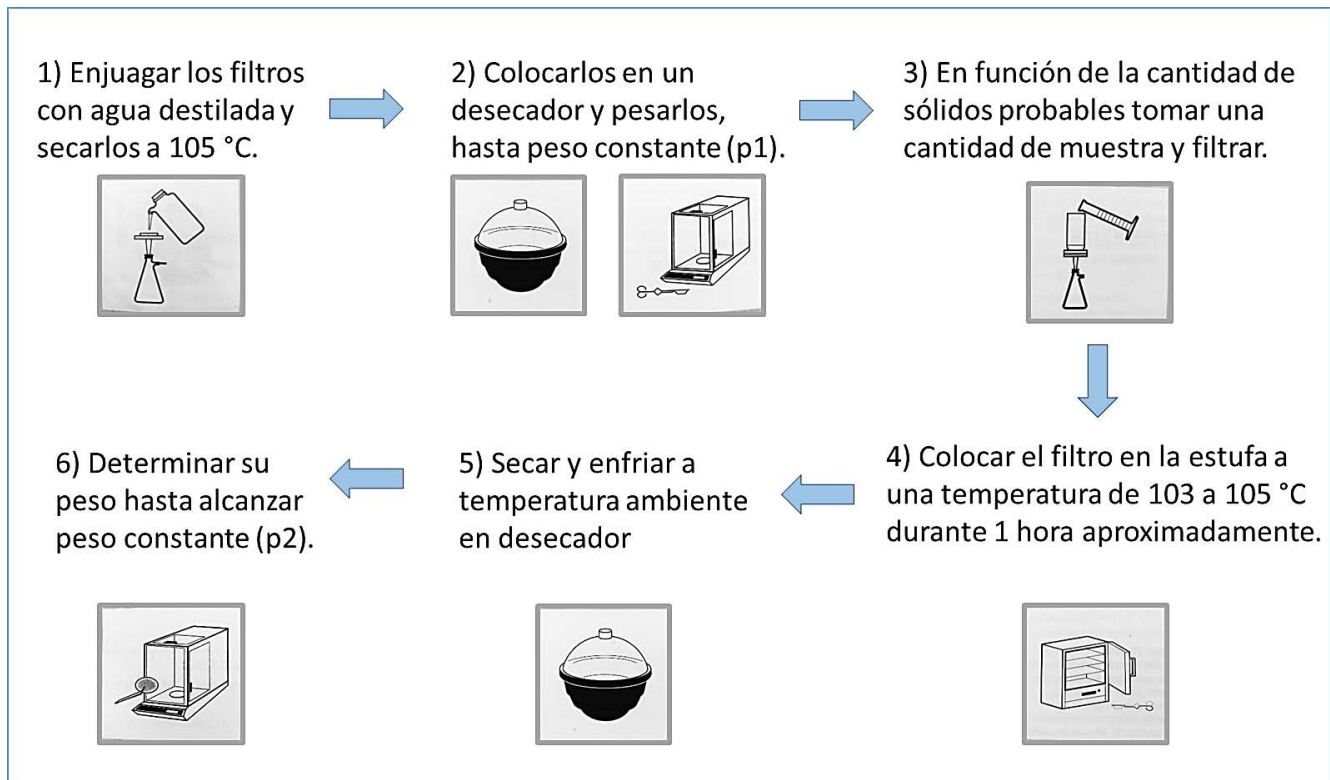 1) Enjuagar los filtros
con agua destilada y
secarlos a 105 °C.
2) Colocarlos en un
desecador y pesarlos,
hasta peso constante (p1).
3) En función de la cantidad de
sólidos probables tomar una
cantidad de muestra y filtrar.
4) Colocar el filtro en la estufa a
una temperatura de 103 a 105 °C
durante 1 hora aproximadamente.
5) Secar y enfriar a
temperatura ambiente
en desecador
6) Determinar su
peso hasta alcanzar
peso constante (p2).